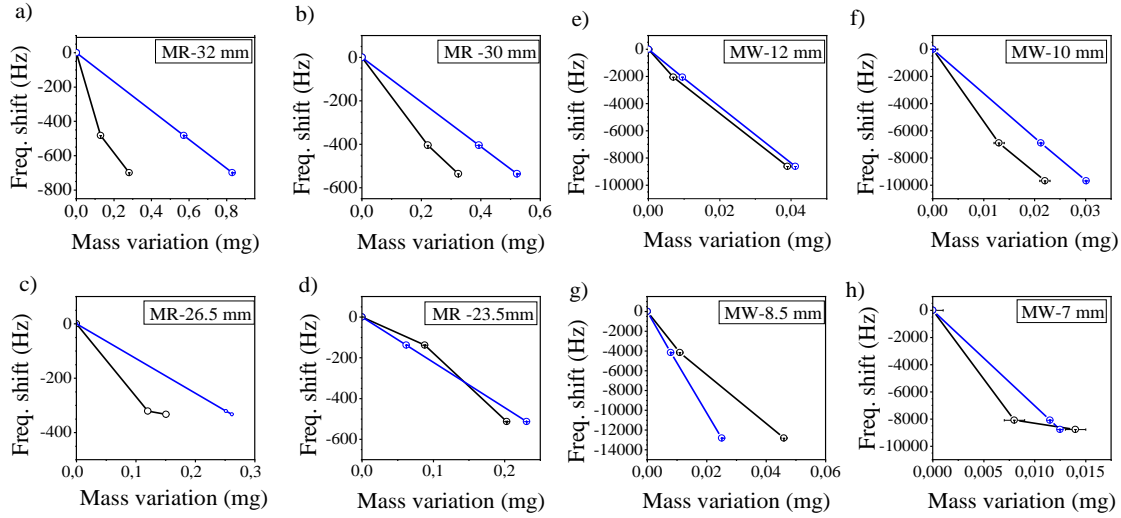 a)
MR-32 mm
Freq. shift (Hz)
0
-200
-400
-600
-800
0,0 0,2 0,4 0,6 0,8
Mass variation (mg)
b)
MR -30 mm
Freq. shift (Hz)
0
-200
-400
-600
0,0 0,2 0,4 0,6
Mass variation (mg)
e)
MW-12 mm
Freq. shift (Hz)
0
-2000
-4000
-6000
-8000
-10000
0,00 0,02 0,04
Mass variation (mg)
f)
MW-10 mm
Freq. shift (Hz)
0
-2000
-4000
-6000
-8000
-10000
0,00 0,01 0,02 0,03
Mass variation (mg)
c)
MR-26.5 mm
Freq. shift (Hz)
0
-200
-400
0,0 0,1 0,2 0,3
Mass variation (mg)
d)
MR -23.5mm
Freq. shift (Hz)
0
-200
-400
-600
0,0 0,1 0,2
Mass variation (mg)
g)
MW-8.5 mm
Freq. shift (Hz)
0
-2000
-4000
-6000
-8000
-10000
-12000
-14000
0,00 0,02 0,04 0,06
Mass variation (mg)
h)
MW-7 mm
Freq. shift (Hz)
0
-2000
-4000
-6000
-8000
-10000
0,000 0,005 0,010 0,015
Mass variation (mg)